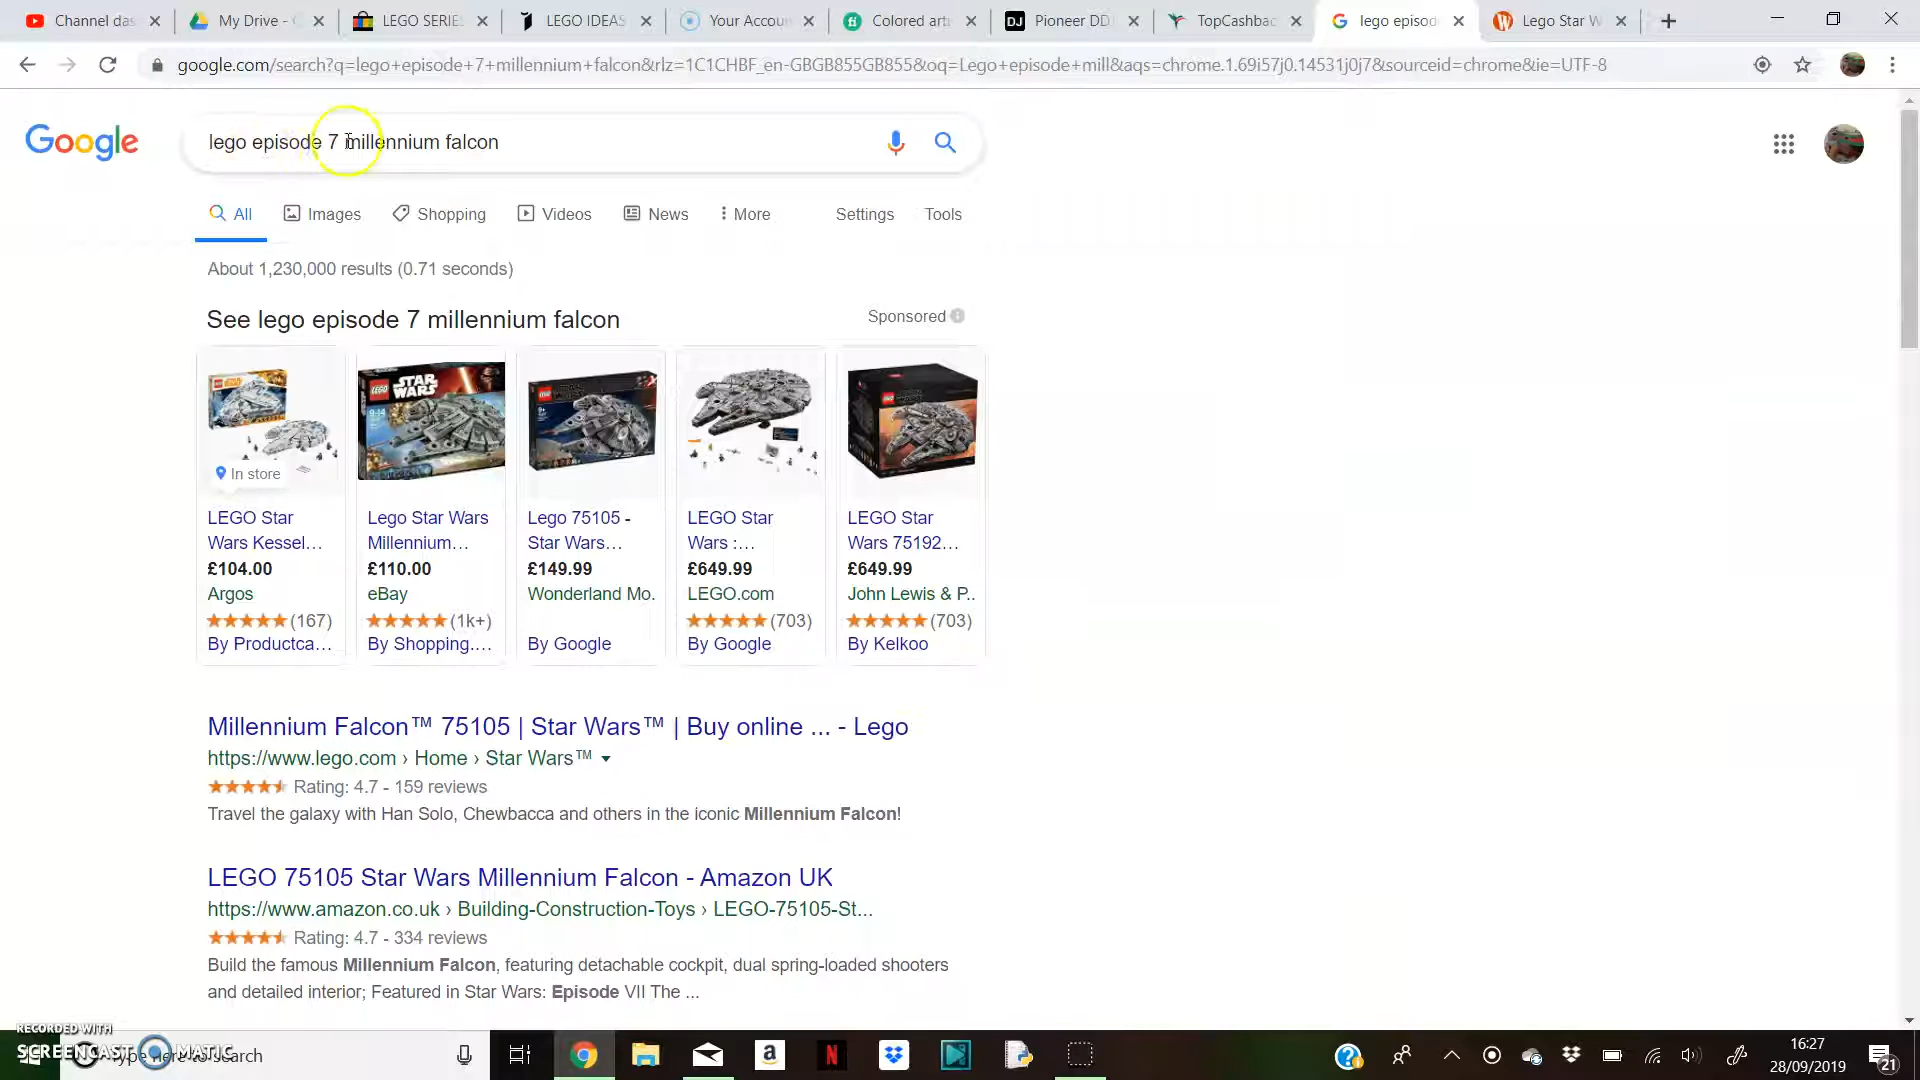 Channel das
My Drive - G
LEGO SERIE
LEGO IDEAS
Your Accou
Colored arti
Pioneer DD
TopCashbac
lego episod
Lego Star W
google.com/search?q=lego+episode+7+millennium+falcon&rlz=1C1CHBF_en-GBGB855GB855&oq=Lego+episode+mill&aqs=chrome.1.69i57j0.14531j0j7&sourceid=chrome&ie=UTF-8
Google
lego episode 7 millennium falcon
All
Images
Shopping
Videos
News
More
Settings
Tools
About 1,230,000 results (0.71 seconds)
See lego episode 7 millennium falcon
Sponsored
In store
LEGO Star
Wars Kessel...
£104.00
Argos
(167)
By Productca...
STAR WARS
Lego Star Wars
Millennium...
£110.00
eBay
(1k+)
By Shopping....
Lego 75105 -
Star Wars...
£149.99
Wonderland Mo.
By Google
LEGO Star
Wars :...
£649.99
LEGO.com
(703)
By Google
LEGO Star
Wars 75192...
£649.99
John Lewis & P..
(703)
By Kelkoo
Millennium Falcon™ 75105 | Star Wars™ | Buy online ... - Lego
https://www.lego.com › Home › Star Wars™
Rating: 4.7 - 159 reviews
Travel the galaxy with Han Solo, Chewbacca and others in the iconic Millennium Falcon!
LEGO 75105 Star Wars Millennium Falcon - Amazon UK
https://www.amazon.co.uk › Building-Construction-Toys › LEGO-75105-St...
Rating: 4.7 - 334 reviews
Build the famous Millennium Falcon, featuring detachable cockpit, dual spring-loaded shooters
and detailed interior; Featured in Star Wars: Episode VII The ...
RECORDED WITH
SCREENCAST MATIC
Type here to search
16:27
28/09/2019
21